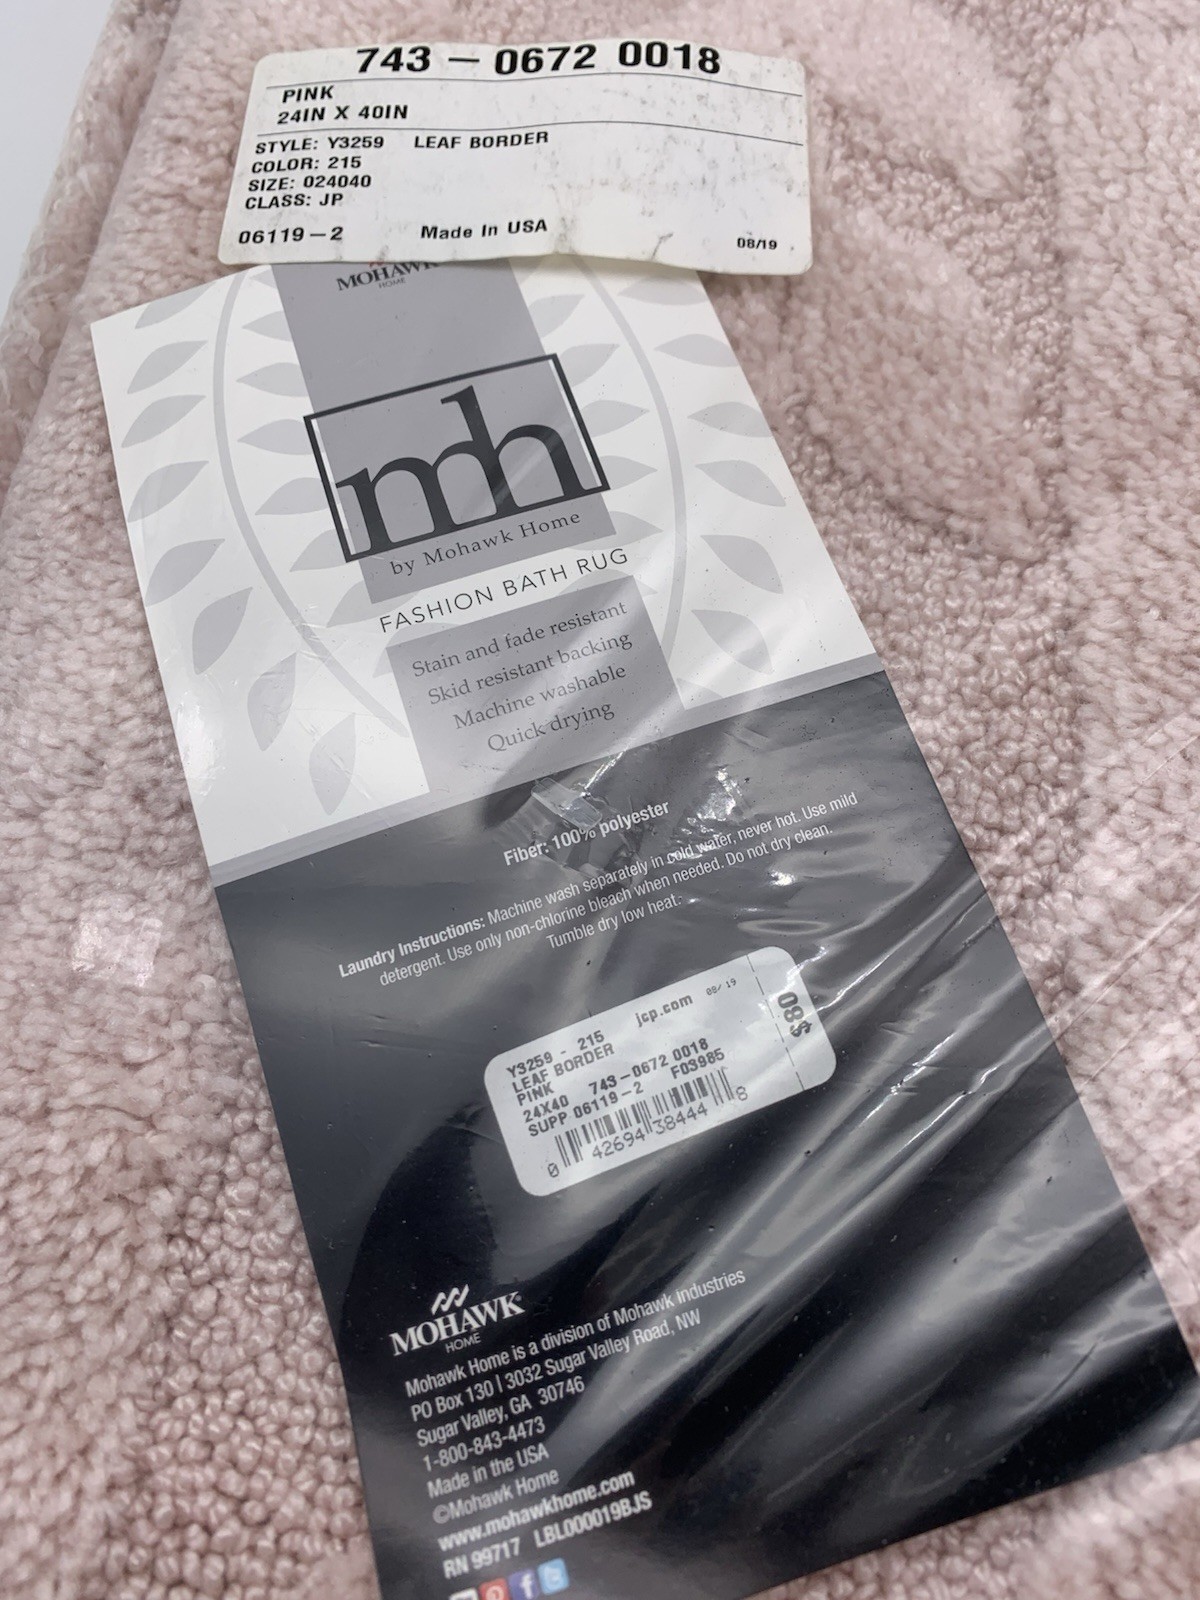 743 - 0672 0018
PINK
24IN X 40IN
STYLE: Y3259 LEAF BORDER
COLOR: 215
SIZE: 024040
CLASS: JP
06119-2 Made In USA 08/19
MOHAWK
HOME
mh
by Mohawk Home
FASHION BATH RUG
Stain and fade resistant
Skid resistant backing
Machine washable
Quick drying
Fiber: 100% polyester
Laundry Instructions: Machine wash separately in cold water, never hot. Use mild
detergent. Use only non-chlorine bleach when needed. Do not dry clean.
Tumble dry low heat.
Y3259 - 215 jcp.com 08/ 19
LEAF BORDER
PINK 743-0672 0018
24X40 F03985
SUPP 06119-2
0 42694 38444 8
$80
MOHAWK
HOME
Mohawk Home is a division of Mohawk Industries
PO Box 130 | 3032 Sugar Valley Road, NW
Sugar Valley, GA 30746
1-800-843-4473
Made in the USA
©Mohawk Home
www.mohawkhome.com
RN 99717 LBL000019BJS